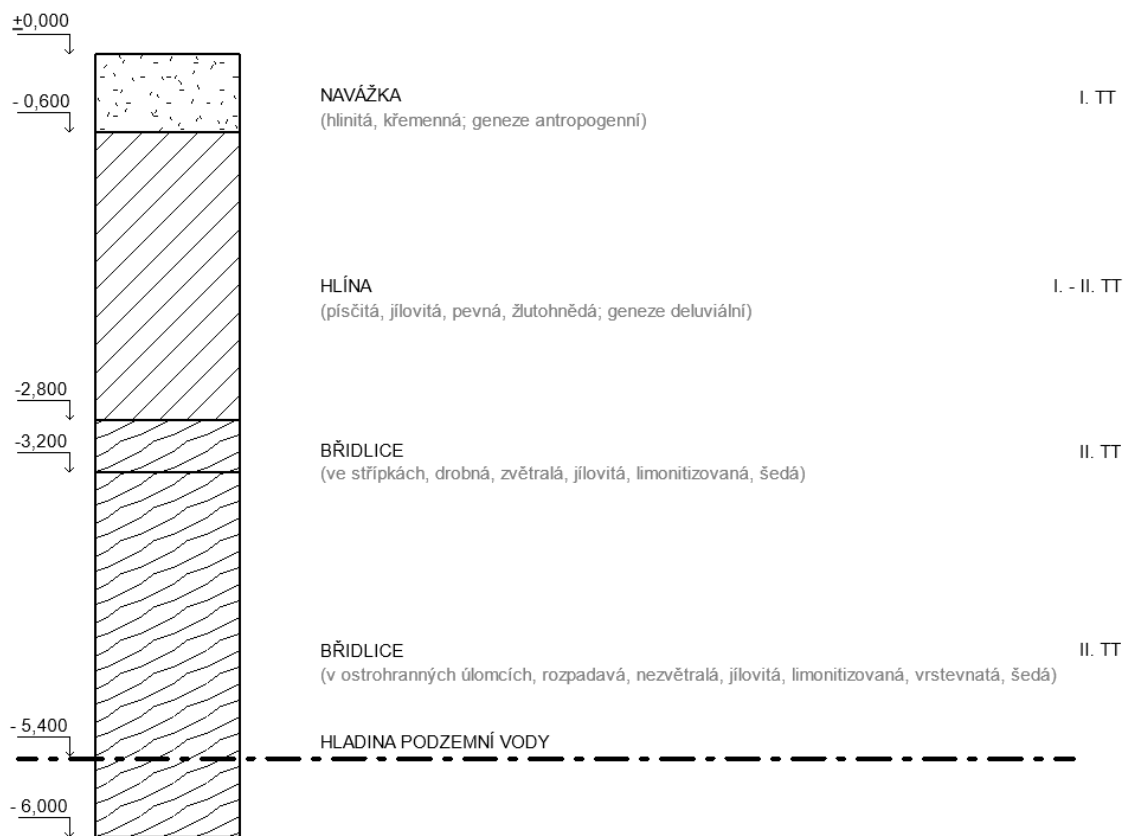 ±0,000
NAVÁŽKA
I. TT
- 0,600
(hlinitá, křemenná; geneze antropogenní)
HLÍNA
I. - II. TT
(písčitá, jílovitá, pevná, žlutohnědá; geneze deluviální)
-2,800
-3,200
BŘIDLICE
II. TT
(ve střípkách, drobná, zvětralá, jílovitá, limonitizovaná, šedá)
BŘIDLICE
II. TT
(v ostrohranných úlomcích, rozpadavá, nezvětralá, jílovitá, limonitizovaná, vrstevnatá, šedá)
- 5,400
HLADINA PODZEMNÍ VODY
- 6,000